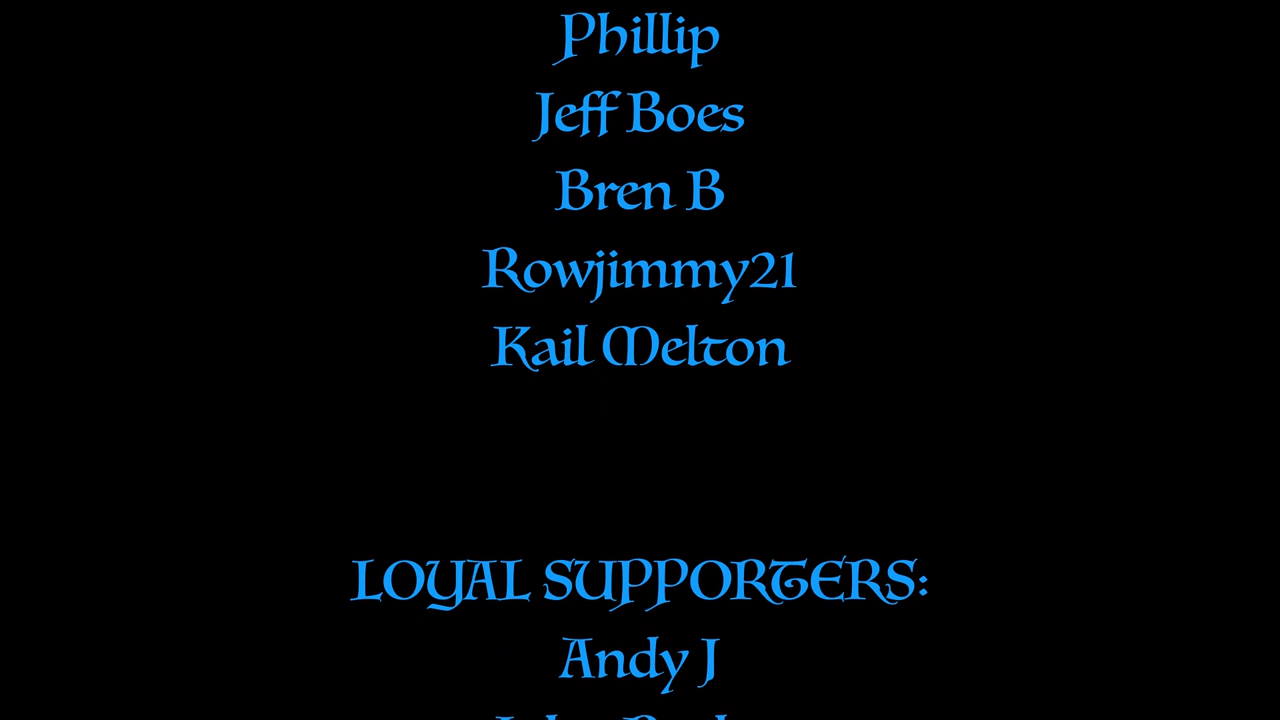 Phillip
Jeff Boes
Bren B
Rowjimmy21
Kail Melton
LOYAL SUPPORTERS:
Andy J